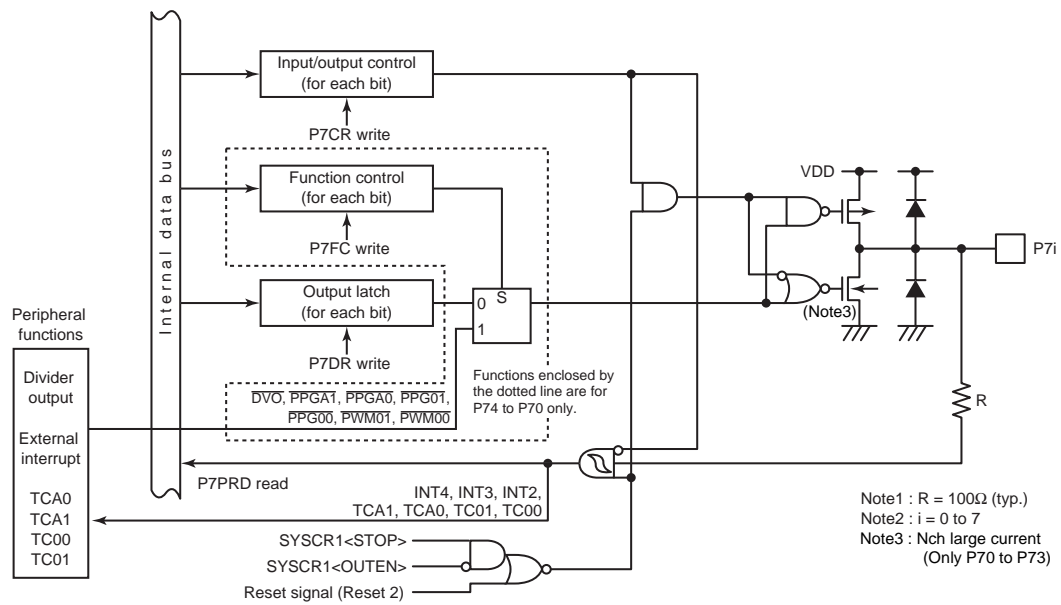 Input/output control
(for each bit)
P7CR write
Internal data bus
Function control
(for each bit)
P7FC write
VDD
P7i
Output latch
(for each bit)
S
0
1
(Note3)
P7DR write
Peripheral
functions
Divider
output
External
interrupt
TCA0
TCA1
TC00
TC01
DVO, PPGA1, PPGA0, PPG01,
PPG00, PWM01, PWM00
Functions enclosed by
the dotted line are for
P74 to P70 only.
R
P7PRD read
INT4, INT3, INT2,
TCA1, TCA0, TC01, TC00
SYSCR1<STOP>
SYSCR1<OUTEN>
Reset signal (Reset 2)
Note1 : R = 100Ω (typ.)
Note2 : i = 0 to 7
Note3 : Nch large current
(Only P70 to P73)